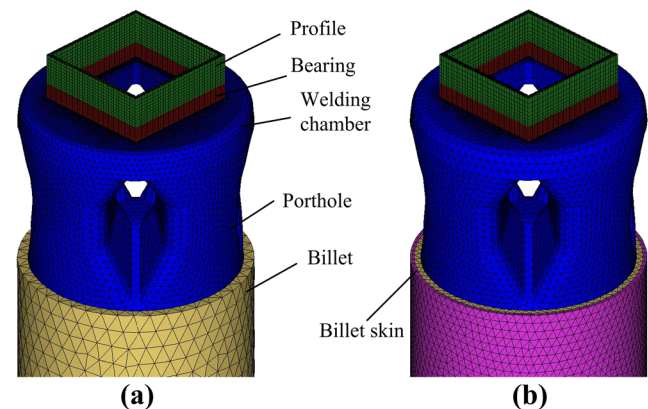 Profile
Bearing
Welding
chamber
Porthole
Billet
Billet skin
(a)
(b)